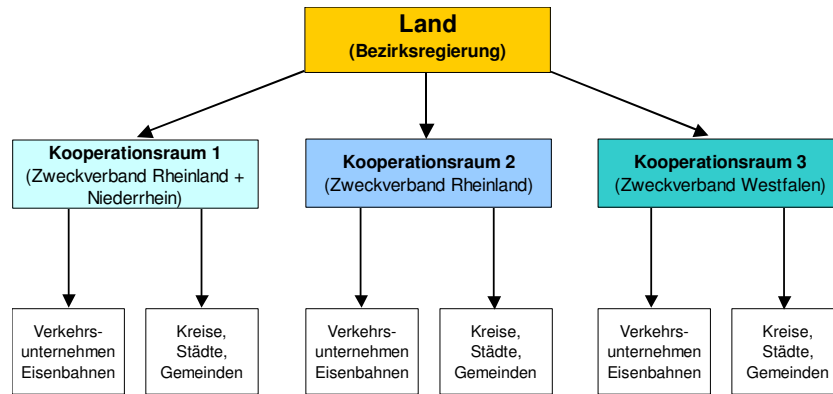 Land
(Bezirksregierung)
Kooperationsraum 1
(Zweckverband Rheinland +
Niederrhein)
Kooperationsraum 2
(Zweckverband Rheinland)
Kooperationsraum 3
(Zweckverband Westfalen)
Verkehrs-
unternehmen
Eisenbahnen
Kreise,
Städte,
Gemeinden
Verkehrs-
unternehmen
Eisenbahnen
Kreise,
Städte,
Gemeinden
Verkehrs-
unternehmen
Eisenbahnen
Kreise,
Städte,
Gemeinden